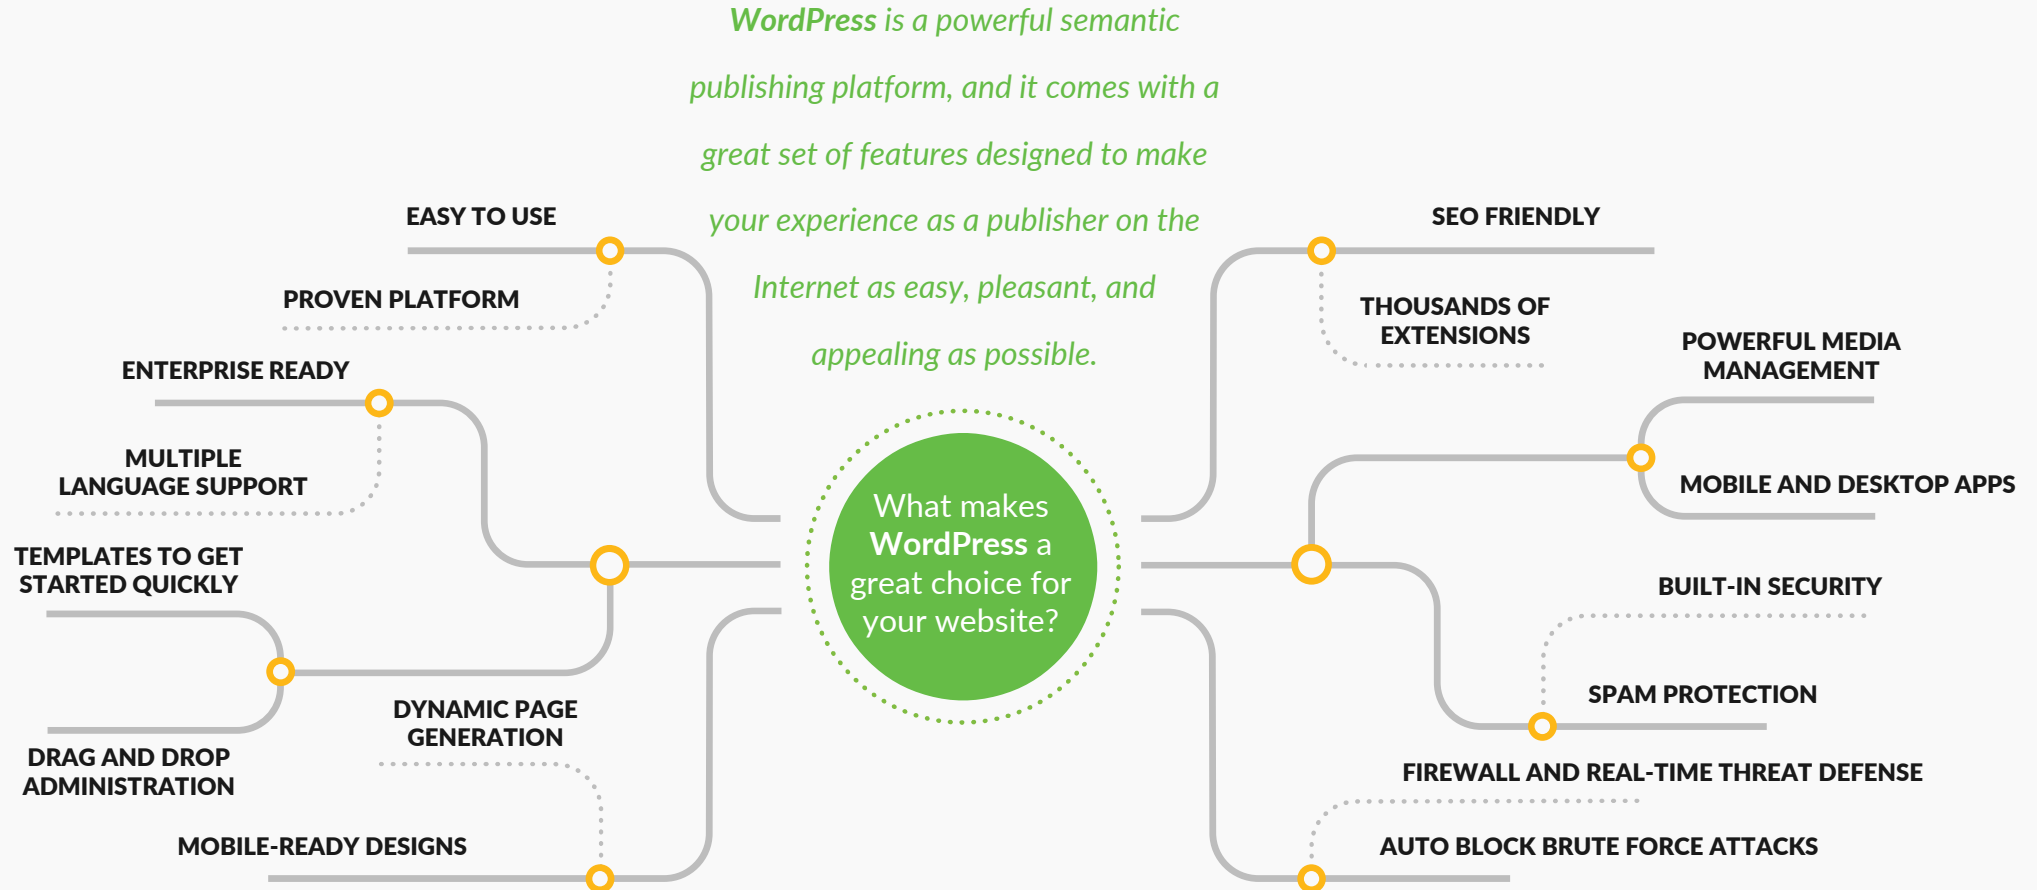 WordPress is a powerful semantic
publishing platform, and it comes with a
great set of features designed to make
your experience as a publisher on the
Internet as easy, pleasant, and
appealing as possible.
EASY TO USE
PROVEN PLATFORM
ENTERPRISE READY
MULTIPLE
LANGUAGE SUPPORT
TEMPLATES TO GET
STARTED QUICKLY
DRAG AND DROP
ADMINISTRATION
DYNAMIC PAGE
GENERATION
MOBILE-READY DESIGNS
What makes
WordPress a
great choice for
your website?
SEO FRIENDLY
THOUSANDS OF
EXTENSIONS
POWERFUL MEDIA
MANAGEMENT
MOBILE AND DESKTOP APPS
BUILT-IN SECURITY
SPAM PROTECTION
FIREWALL AND REAL-TIME THREAT DEFENSE
AUTO BLOCK BRUTE FORCE ATTACKS